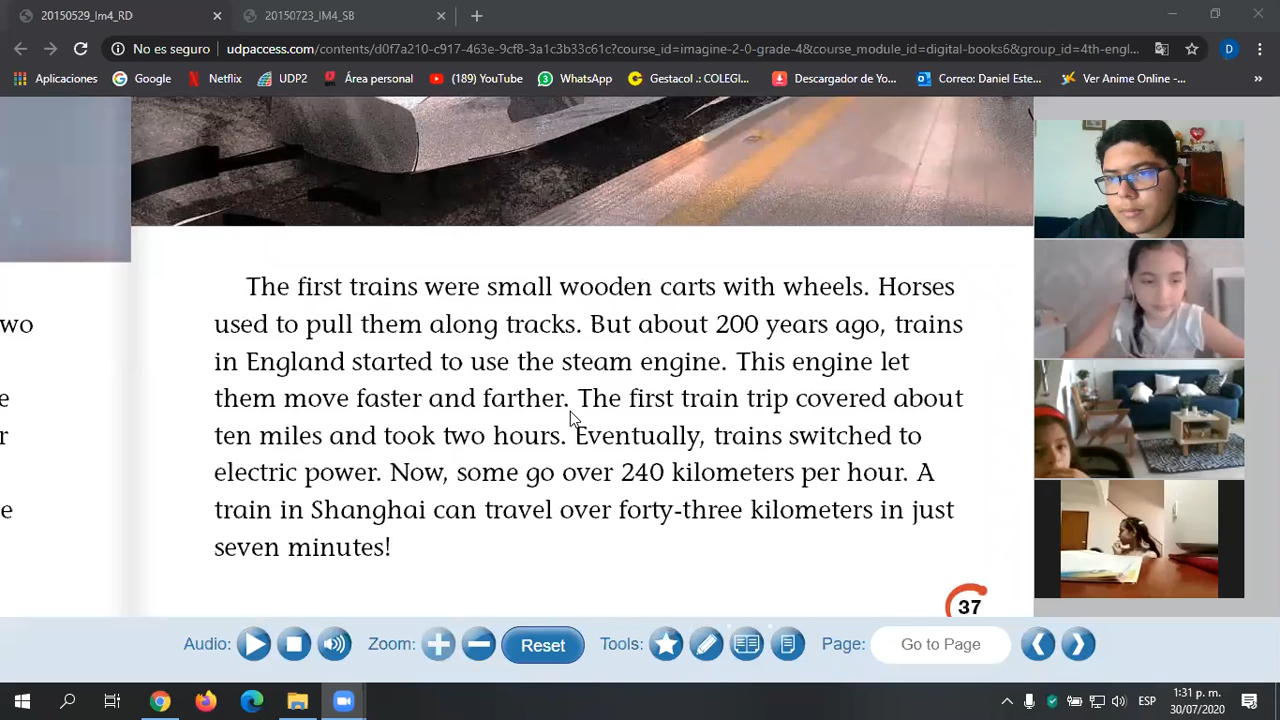 20150529_Im4_RD
20150723_IM4_SB
No es seguro
udpaccess.com/contents/d0f7a210-c917-463e-9cf8-3a1c3b33c61c?course_id=imagine-2-0-grade-4&course_module_id=digital-books6&group_id=4th-engl...
D
Aplicaciones
Google
Netflix
UDP2
Área personal
(189) YouTube
WhatsApp
Gestacol .: COLEGI...
Desargador de Yo...
Correo: Daniel Este...
Ver Anime Online -...
»
The first trains were small wooden carts with wheels. Horses
used to pull them along tracks. But about 200 years ago, trains
in England started to use the steam engine. This engine let
them move faster and farther. The first train trip covered about
ten miles and took two hours. Eventually, trains switched to
electric power. Now, some go over 240 kilometers per hour. A
train in Shanghai can travel over forty-three kilometers in just
seven minutes!
wo
e
r
e
37
Audio:
Zoom:
Reset
Tools:
Page:
Go to Page
ESP
1:31 p. m.
30/07/2020